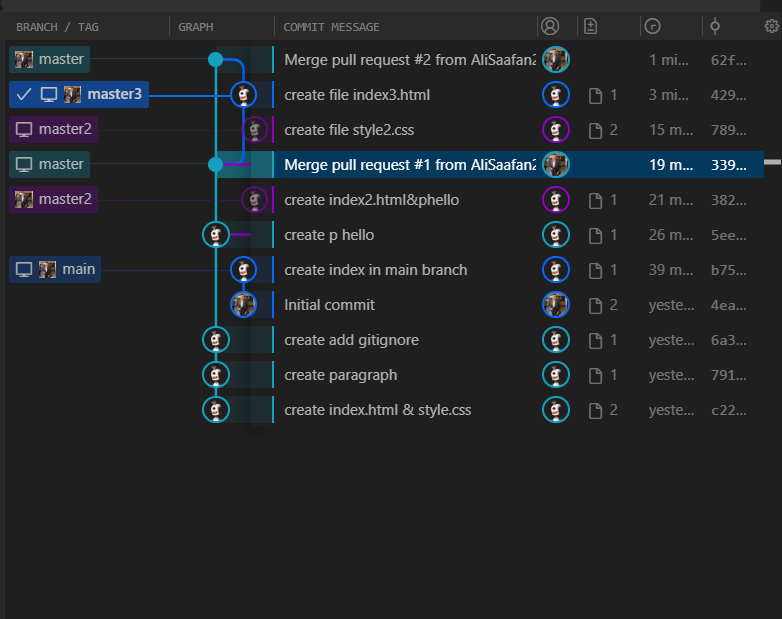 BRANCH / TAG GRAPH COMMIT MESSAGE
master Merge pull request #2 from AliSaafan2 1 mi... 62f...
master3 create file index3.html 1 3 mi... 429...
master2 create file style2.css 2 15 m... 789...
master Merge pull request #1 from AliSaafan2 19 m... 339...
master2 create index2.html&phello 1 21 m... 382...
create p hello 1 26 m... 5ee...
main create index in main branch 1 39 m... b75...
Initial commit 2 yeste... 4ea...
create add gitignore 1 yeste... 6a3...
create paragraph 1 yeste... 791...
create index.html & style.css 2 yeste... c22...